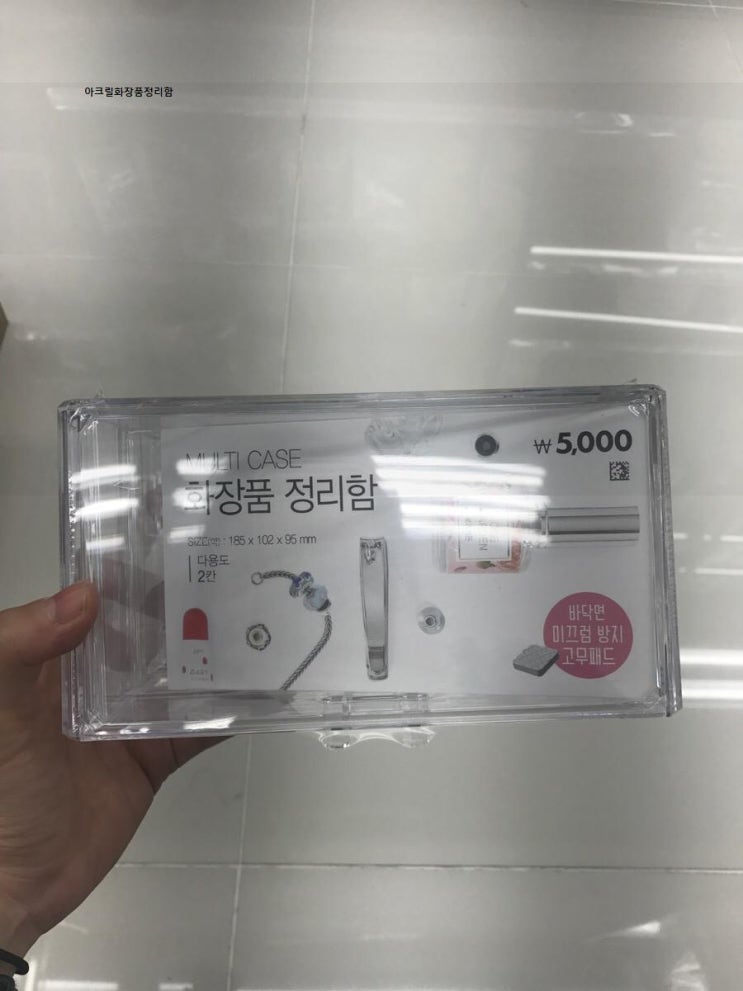 아크릴화장품정리함
₩5,000
MULTI CASE
화장품 정리함
SIZE(약) : 185 x 102 x 95 mm
다용도
2칸
바닥면
미끄럼 방지
고무패드